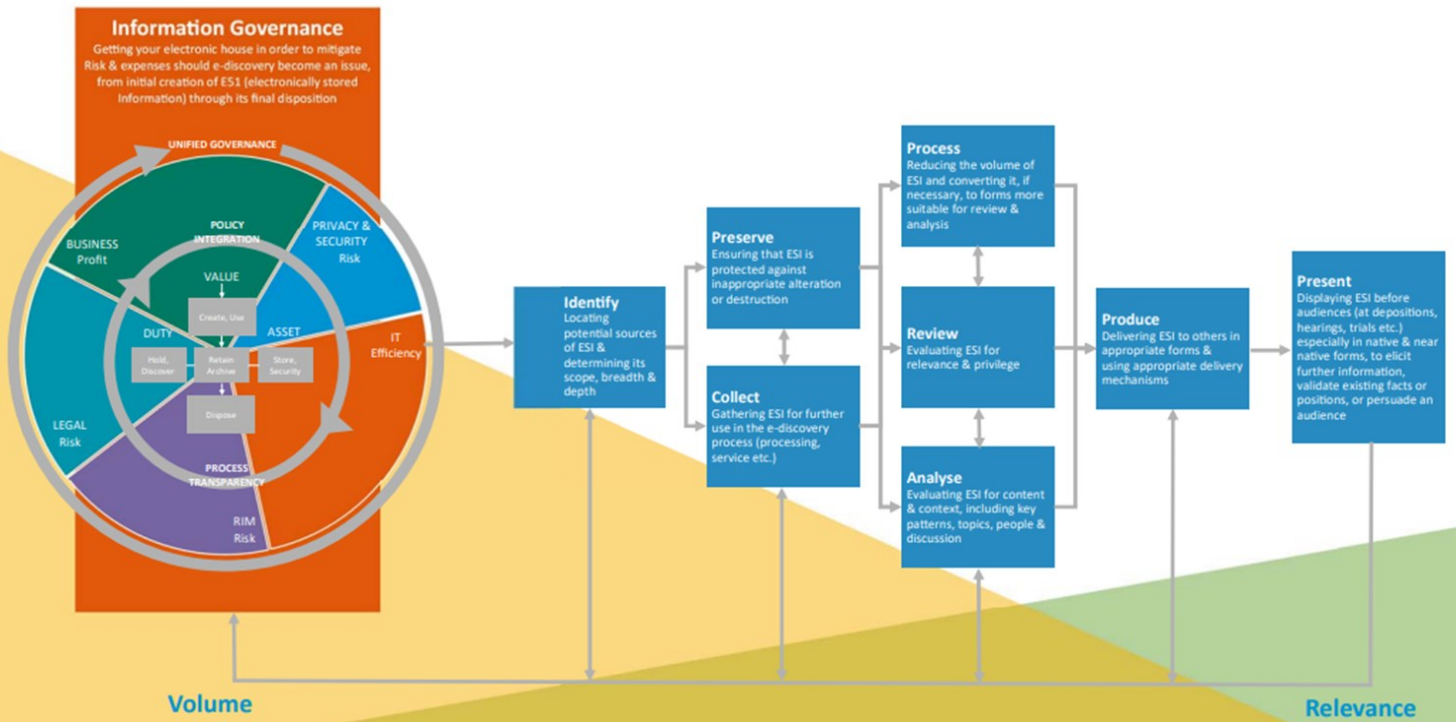 Information Governance
Getting your electronic house in order to mitigate
Risk & expenses should e-discovery become an issue,
from initial creation of E51 (electronically stored
Information) through its final disposition
UNIFIED GOVERNANCE
BUSINESS
Profit
POLICY
INTEGRATION
PRIVACY &
SECURITY
Risk
VALUE
Create, Use
DUTY
ASSET
Hold,
Discover
Retain
Archive
Store,
Security
Dispose
IT
Efficiency
LEGAL
Risk
PROCESS
TRANSPARENCY
RIM
Risk
Identify
Locating
potential sources
of ESI &
determining its
scope, breadth &
depth
Preserve
Ensuring that ESI is
protected against
inappropriate alteration
or destruction
Collect
Gathering ESI for further
use in the e-discovery
process (processing,
service etc.)
Process
Reducing the volume of
ESI and converting it, if
necessary, to forms more
suitable for review &
analysis
Review
Evaluating ESI for
relevance & privilege
Analyse
Evaluating ESI for content
& context, including key
patterns, topics, people &
discussion
Produce
Delivering ESI to others in
appropriate forms &
using appropriate delivery
mechanisms
Present
Displaying ESI before
audiences (at depositions,
hearings, trials etc.)
especially in native & near
native forms, to elicit
further information,
validate existing facts or
positions, or persuade an
audience
Volume
Relevance